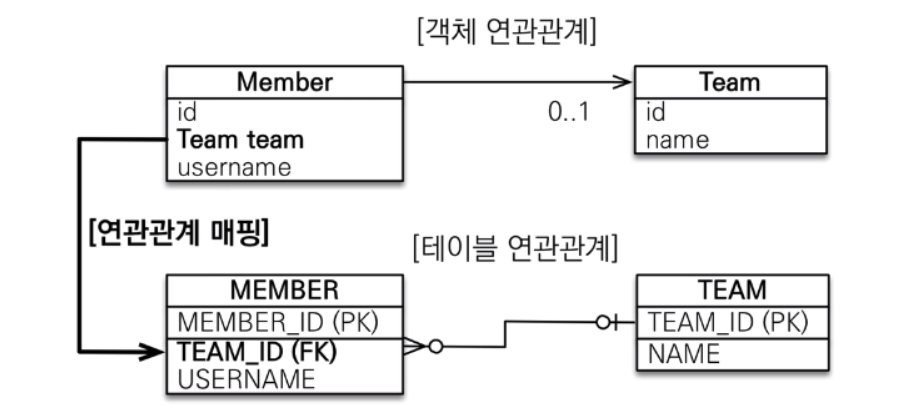 [객체 연관관계]
Member
id
Team team
username
0..1
Team
id
name
[연관관계 매핑]
[테이블 연관관계]
MEMBER
MEMBER_ID (PK)
TEAM_ID (FK)
USERNAME
TEAM
TEAM_ID (PK)
NAME